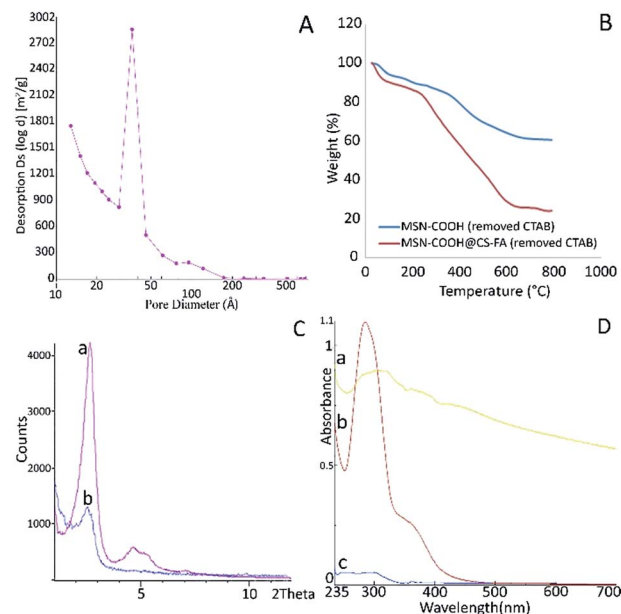 A
Desorption Ds (log d) [m²/g]
3002
2702
2402
2102
1801
1501
1201
900
600
300
0
10
20
50
100
200
500
Pore Diameter (Å)
B
Weight (%)
120
100
80
60
40
20
0
MSN-COOH (removed CTAB)
MSN-COOH@CS-FA (removed CTAB)
0
200
400
600
800
1000
Temperature (°C)
C
a
b
Counts
4000
3000
2000
1000
5
10
2Theta
D
1.1
1
0.5
0
a
b
c
Absorbance
235
300
400
500
600
700
Wavelength(nm)